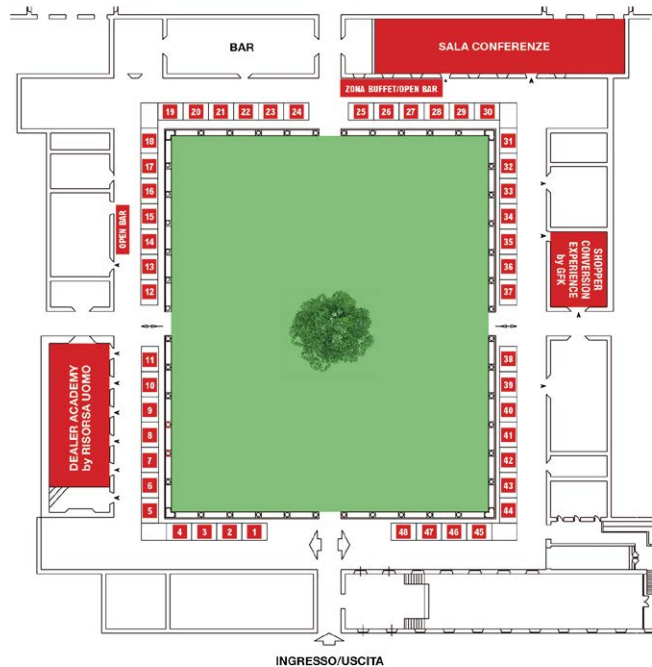 BAR
SALA CONFERENZE
ZONA BUFFET/OPEN BAR
19 20 21 22 23 24
25 26 27 28 29 30
18
17
16
15
14
13
12
OPEN BAR
31
32
33
34
35
36
37
SHOPPER
CONVERSION
EXPERIENCE
by GFK
11
10
9
8
7
6
5
DEALER ACADEMY
by RISORSA UOMO
38
39
40
41
42
43
44
4 3 2 1
48 47 46 45
INGRESSO/USCITA